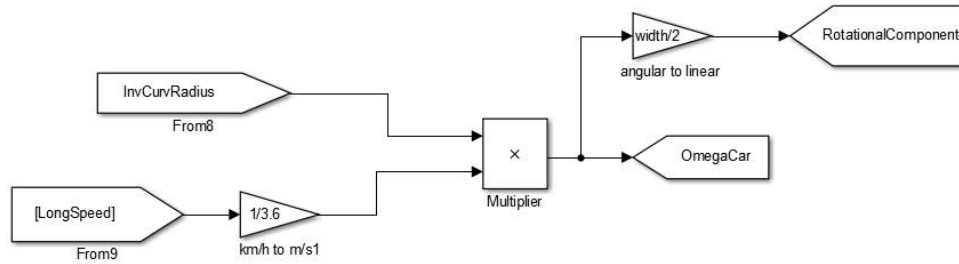 width/2
RotationalComponent
angular to linear
InvCurvRadius
From8
×
OmegaCar
Multiplier
[LongSpeed]
1/3.6
From9
km/h to m/s1